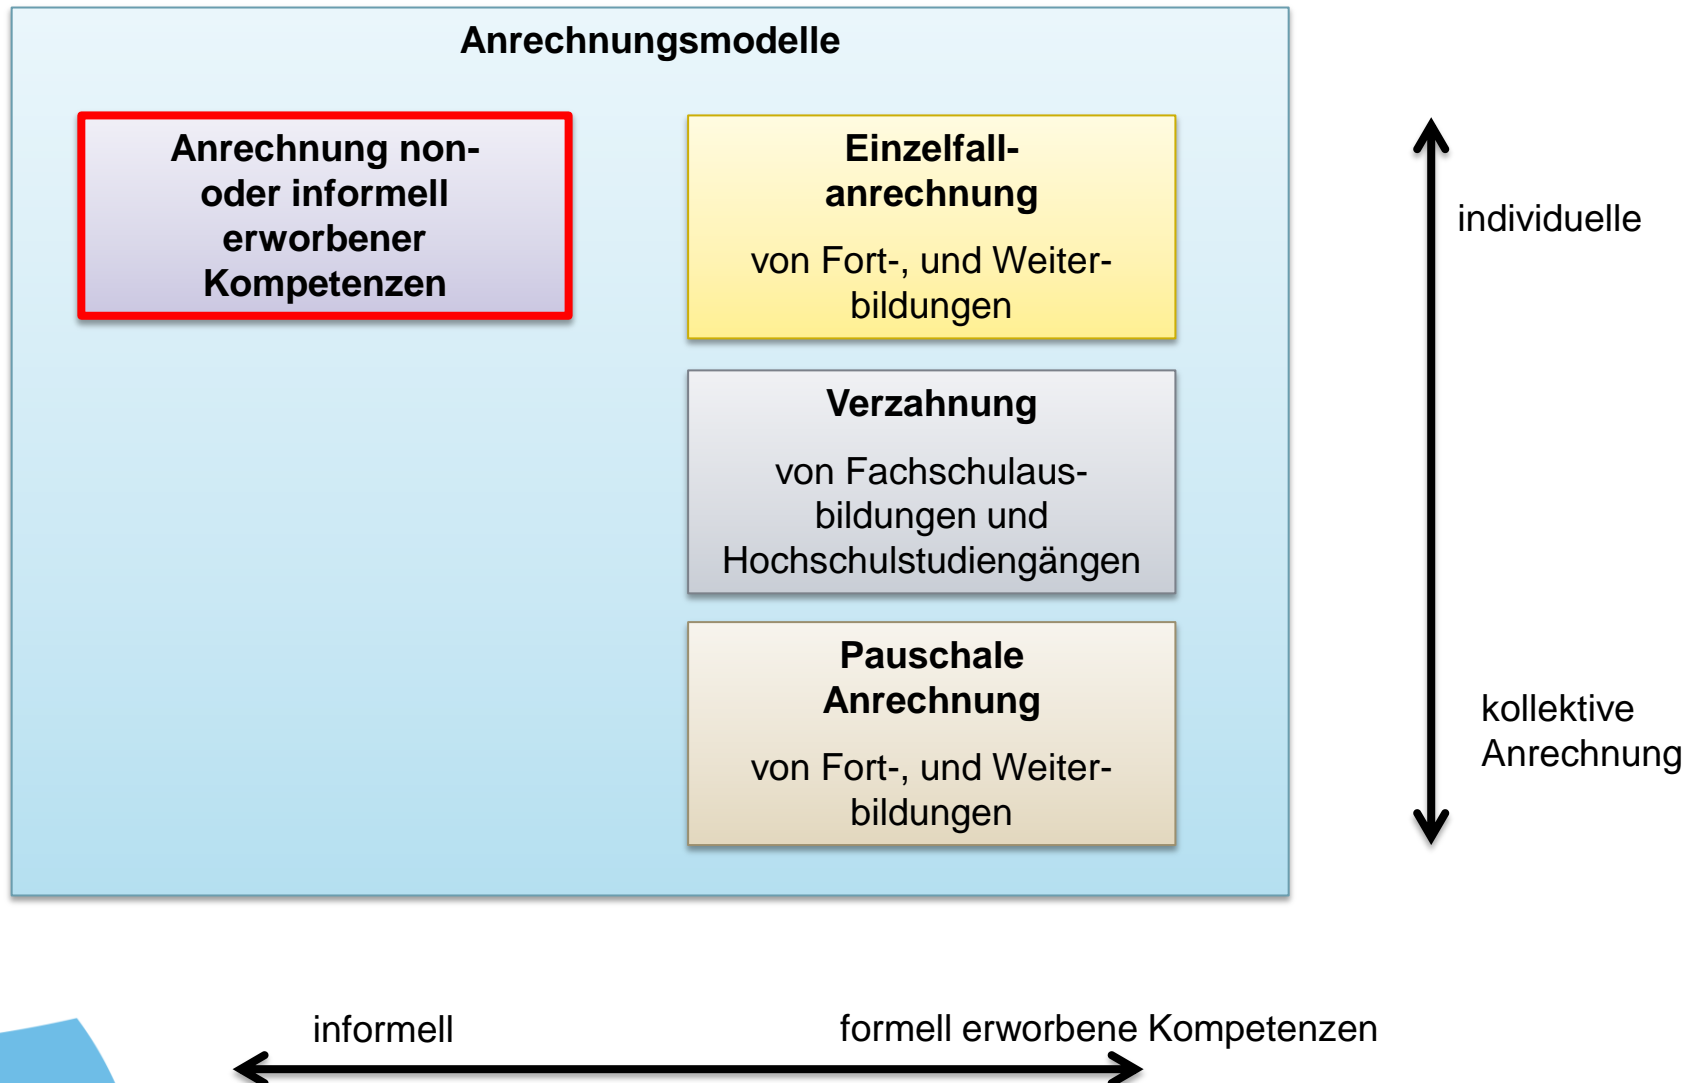 Anrechnungsmodelle
Anrechnung non-
oder informell
erworbener
Kompetenzen
Einzelfall-
anrechnung
von Fort-, und Weiter-
bildungen
Verzahnung
von Fachschulaus-
bildungen und
Hochschulstudiengängen
Pauschale
Anrechnung
von Fort-, und Weiter-
bildungen
individuelle
kollektive
Anrechnung
informell
formell erworbene Kompetenzen